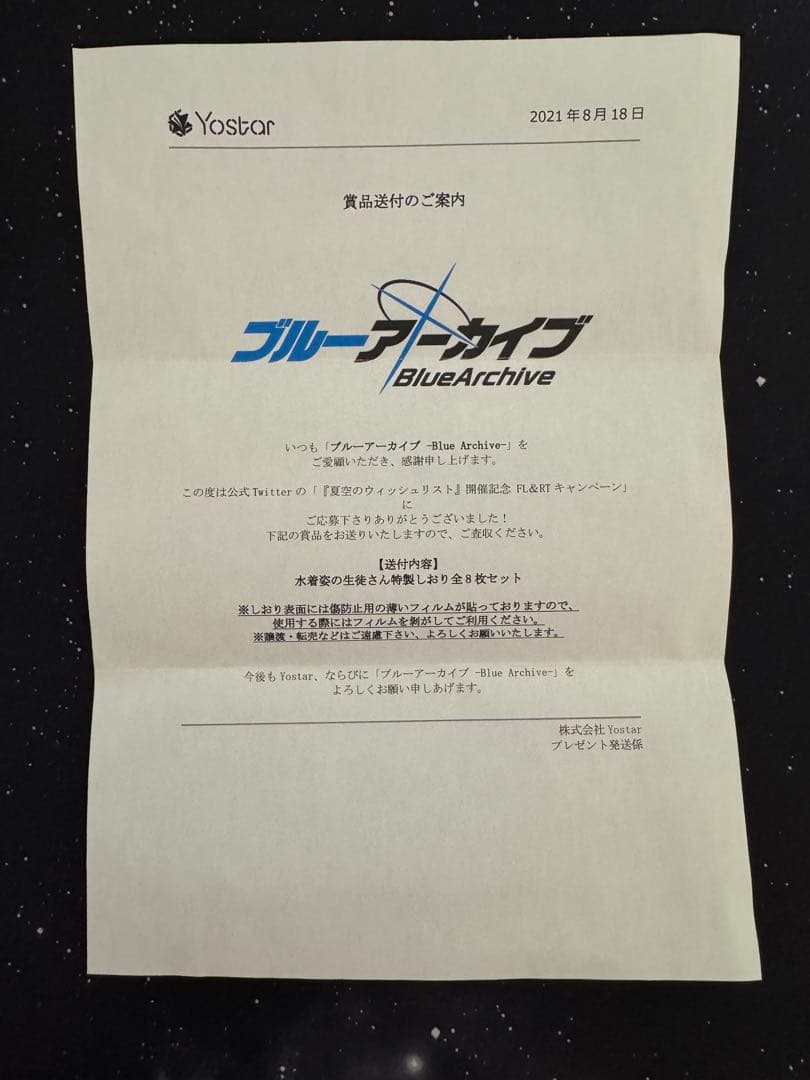 Yostar
2021年8月18日
賞品送付のご案内
ブルーアーカイブ
BlueArchive
いつも「ブルーアーカイブ -Blue Archive-」を
ご愛顧いただき、感謝申し上げます。
この度は公式Twitterの「『夏空のウィッシュリスト』開催記念 FL&RTキャンペーン」
に
ご応募下さりありがとうございました！
下記の賞品をお送りいたしますので、ご査収ください。
【送付内容】
水着姿の生徒さん特製しおり全8枚セット
※しおり表面には傷防止用の薄いフィルムが貼っておりますので、
使用する際にはフィルムを剥がしてご利用ください。
※譲渡・転売などはご遠慮下さい、よろしくお願いいたします。
今後もYostar、ならびに「ブルーアーカイブ -Blue Archive-」を
よろしくお願い申しあげます。
株式会社Yostar
プレゼント発送係